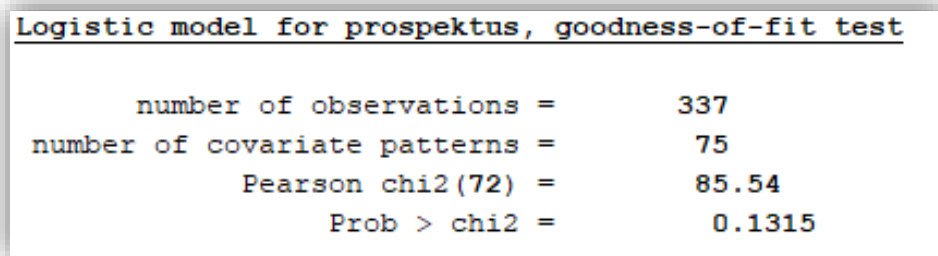 Logistic model for prospektus, goodness-of-fit test
number of observations = 337
number of covariate patterns = 75
Pearson chi2(72) = 85.54
Prob > chi2 = 0.1315